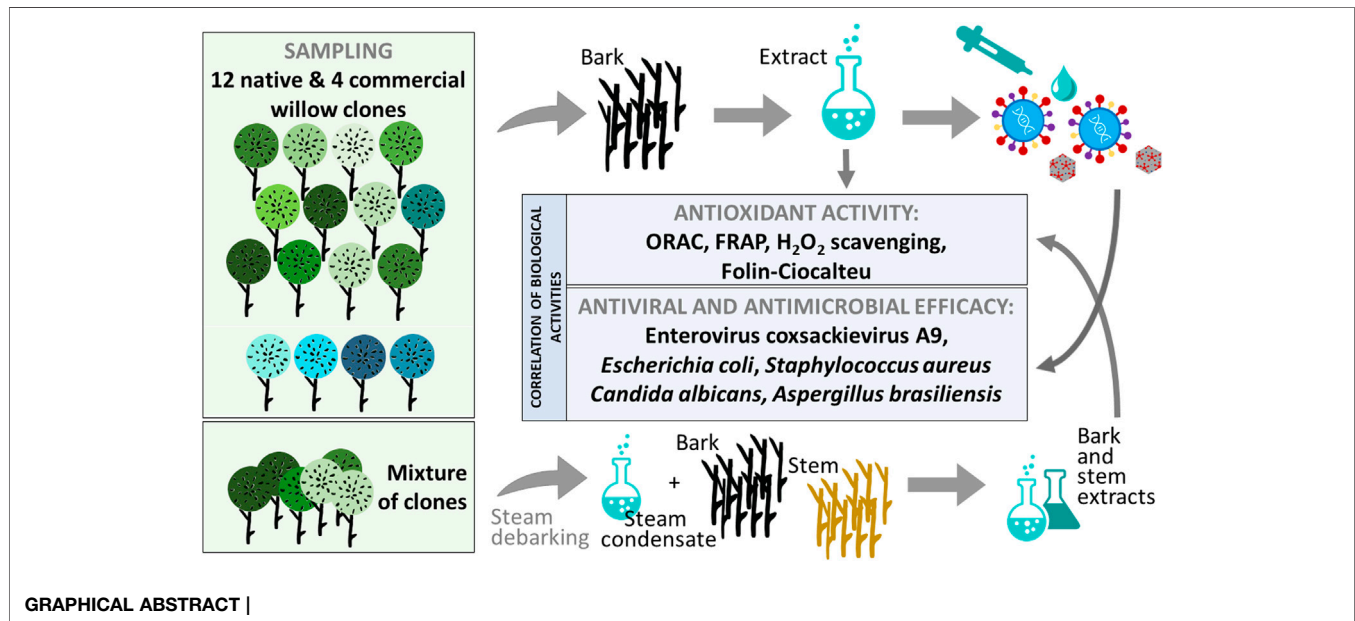 SAMPLING
12 native & 4 commercial
willow clones
Bark
Extract
CORRELATION OF BIOLOGICAL
ACTIVITIES
ANTIOXIDANT ACTIVITY:
ORAC, FRAP, H₂O₂ scavenging,
Folin-Ciocalteu
ANTIVIRAL AND ANTIMICROBIAL EFFICACY:
Enterovirus coxsackievirus A9,
Escherichia coli, Staphylococcus aureus
Candida albicans, Aspergillus brasiliensis
Mixture
of clones
Steam
debarking
Steam
condensate
+
Bark
Stem
Bark
and
stem
extracts
GRAPHICAL ABSTRACT |